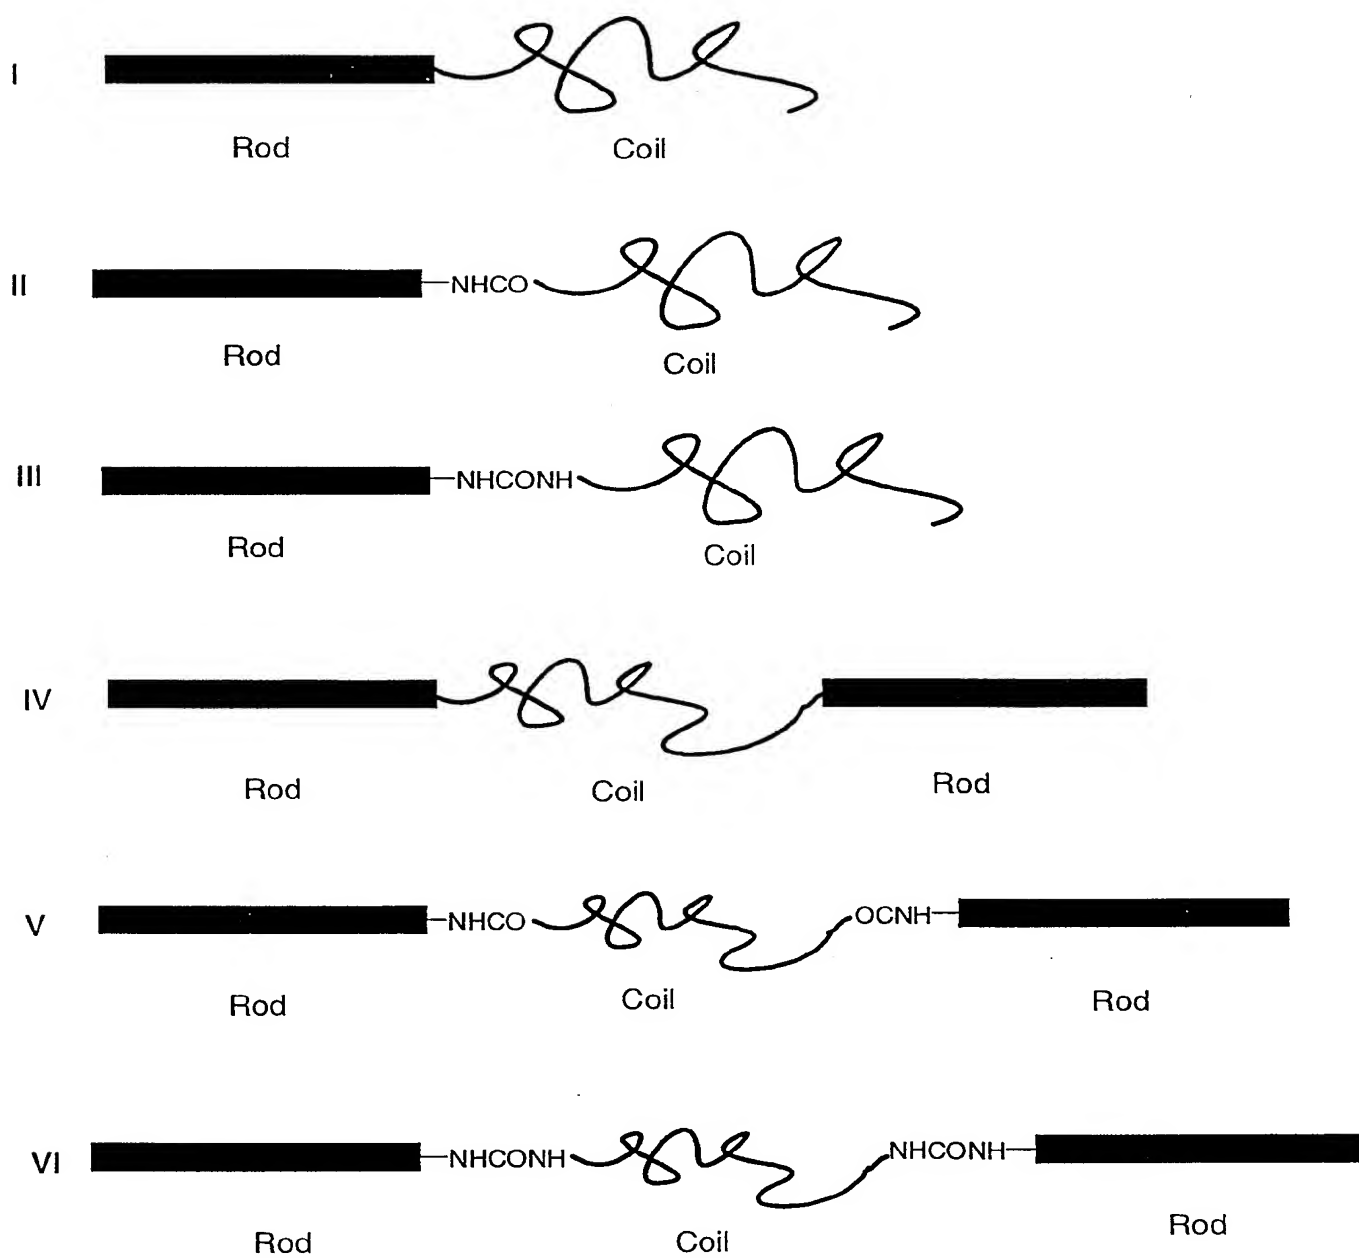 I
Rod Coil
II —NHCO
Rod Coil
III —NHCONH
Rod Coil
IV
Rod Coil Rod
V —NHCO OCNH—
Rod Coil Rod
VI —NHCONH NHCONH—
Rod Coil Rod